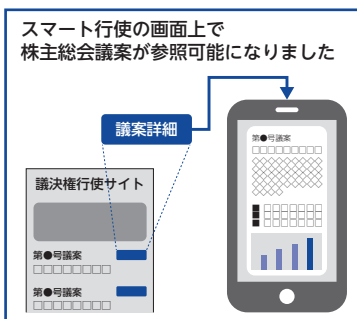 スマート行使の画面上で
株主総会議案が参照可能になりました
議案詳細
議決権行使サイト
第●号議案
□□□□□□□□
第●号議案
□□□□□□□□
第●号議案